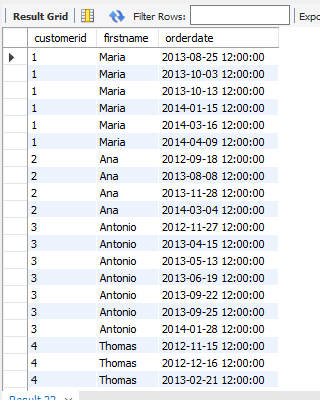 Result Grid Filter Rows: Expo
customerid firstname orderdate
1 Maria 2013-08-25 12:00:00
1 Maria 2013-10-03 12:00:00
1 Maria 2013-10-13 12:00:00
1 Maria 2014-01-15 12:00:00
1 Maria 2014-03-16 12:00:00
1 Maria 2014-04-09 12:00:00
2 Ana 2012-09-18 12:00:00
2 Ana 2013-08-08 12:00:00
2 Ana 2013-11-28 12:00:00
2 Ana 2014-03-04 12:00:00
3 Antonio 2012-11-27 12:00:00
3 Antonio 2013-04-15 12:00:00
3 Antonio 2013-05-13 12:00:00
3 Antonio 2013-06-19 12:00:00
3 Antonio 2013-09-22 12:00:00
3 Antonio 2013-09-25 12:00:00
3 Antonio 2014-01-28 12:00:00
4 Thomas 2012-11-15 12:00:00
4 Thomas 2012-12-16 12:00:00
4 Thomas 2013-02-21 12:00:00
Result